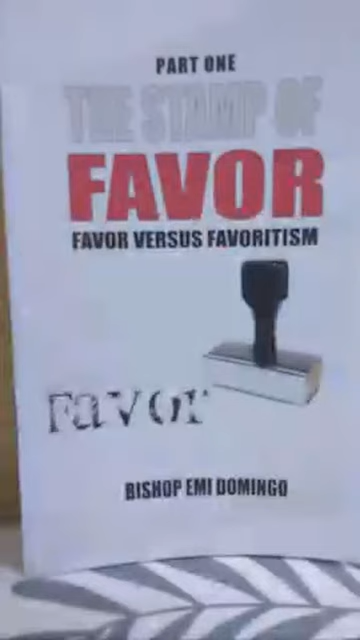 PART ONE
THE STAMP OF
FAVOR
FAVOR VERSUS FAVORITISM
Favor
BISHOP EMI DOMINGO